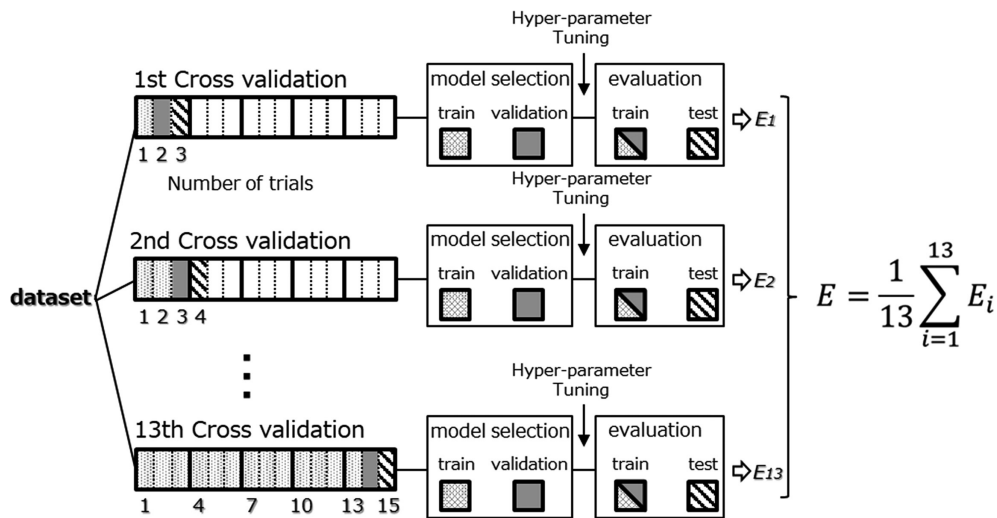 Hyper-parameter
Tuning
1st Cross validation
model selection
evaluation
train validation
train test
E1
1 2 3
Number of trials
Hyper-parameter
Tuning
2nd Cross validation
model selection
evaluation
train validation
train test
E2
dataset
1 2 3 4
E = 1/13 ∑ i=1 13 Ei
Hyper-parameter
Tuning
13th Cross validation
model selection
evaluation
train validation
train test
E13
1 4 7 10 13 15